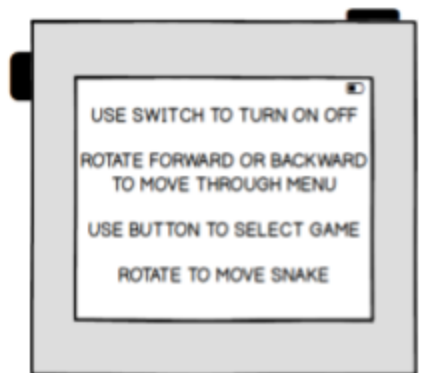 USE SWITCH TO TURN ON OFF
ROTATE FORWARD OR BACKWARD
TO MOVE THROUGH MENU
USE BUTTON TO SELECT GAME
ROTATE TO MOVE SNAKE